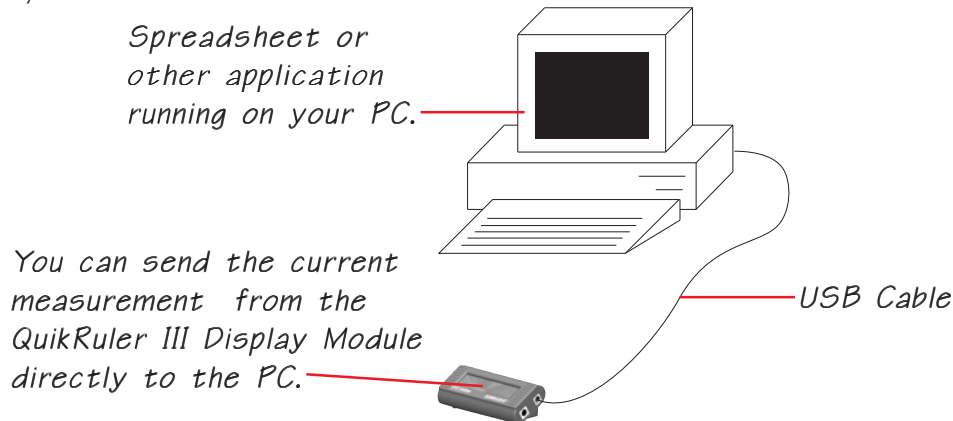 Spreadsheet or
other application
running on your PC.
You can send the current
measurement from the
QuikRuler III Display Module
directly to the PC.
USB Cable